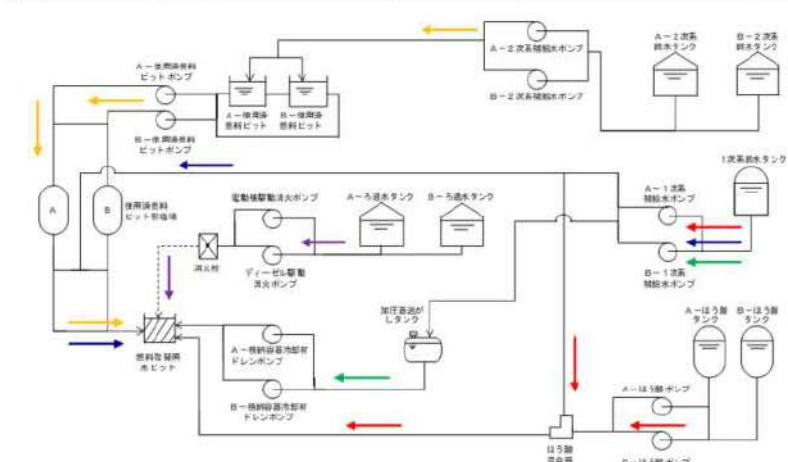 A-2次系補給水ポンプ
B-2次系補給水ポンプ
A-2次系
純水タンク
B-2次系
純水タンク
A-使用済燃料
ピットポンプ
B-使用済燃料
ピットポンプ
A-使用済
燃料ピット
B-使用済
燃料ピット
1次系純水タンク
A
B
使用済燃料
ピット脱塩塔
電動機駆動消火ポンプ
A-ろ過水タンク
B-ろ過水タンク
A-1次系
補給水ポンプ
消火栓
ディーゼル駆動
消火ポンプ
B-1次系
補給水ポンプ
加圧器逃が
しタンク
A-ほう酸
タンク
B-ほう酸
タンク
燃料取替用
水ピット
A-格納容器冷却材
ドレンポンプ
B-格納容器冷却材
ドレンポンプ
A-ほう酸ポンプ
ほう酸
混合器
B-ほう酸ポンプ